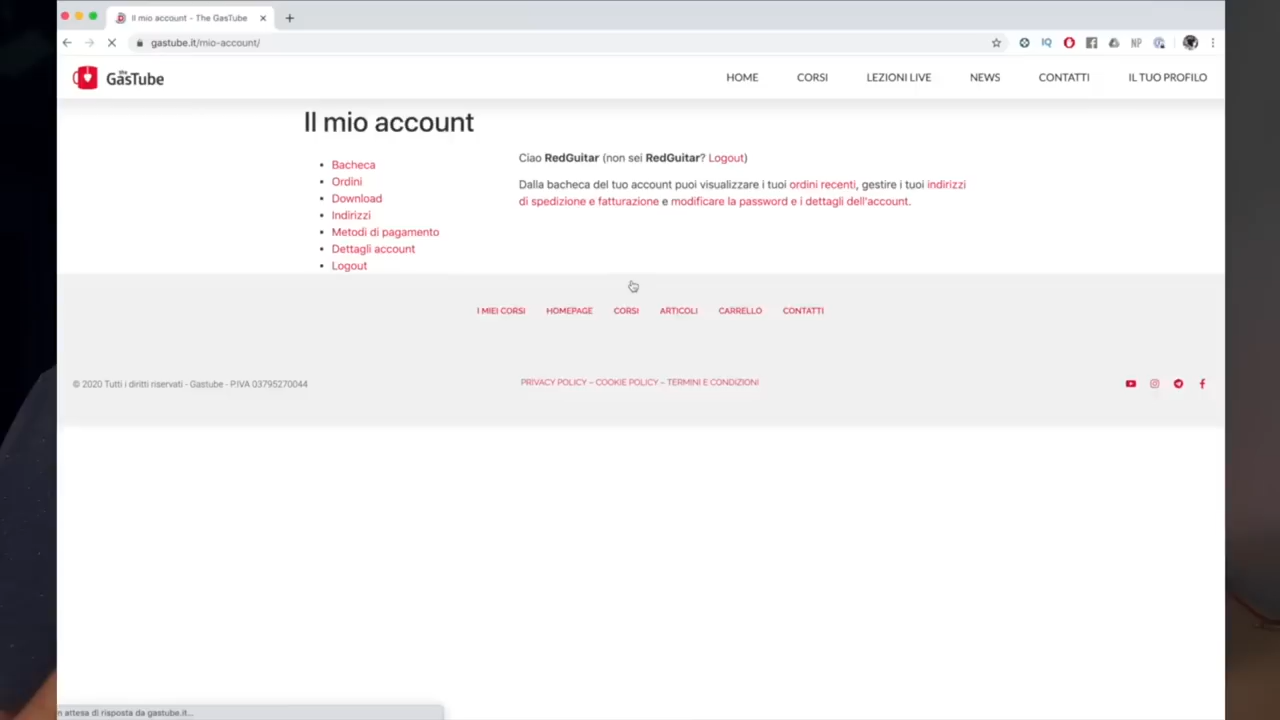 Il mio account - The GasTube
gastube.it/mio-account/
IQ
NP
the
GasTube
HOME
CORSI
LEZIONI LIVE
NEWS
CONTATTI
IL TUO PROFILO
Il mio account
Bacheca
Ordini
Download
Indirizzi
Metodi di pagamento
Dettagli account
Logout
Ciao RedGuitar (non sei RedGuitar? Logout)
Dalla bacheca del tuo account puoi visualizzare i tuoi ordini recenti, gestire i tuoi indirizzi
di spedizione e fatturazione e modificare la password e i dettagli dell'account.
I MIEI CORSI
HOMEPAGE
CORSI
ARTICOLI
CARRELLO
CONTATTI
© 2020 Tutti i diritti riservati - Gastube - P.IVA 03795270044
PRIVACY POLICY – COOKIE POLICY – TERMINI E CONDIZIONI
n attesa di risposta da gastube.it...